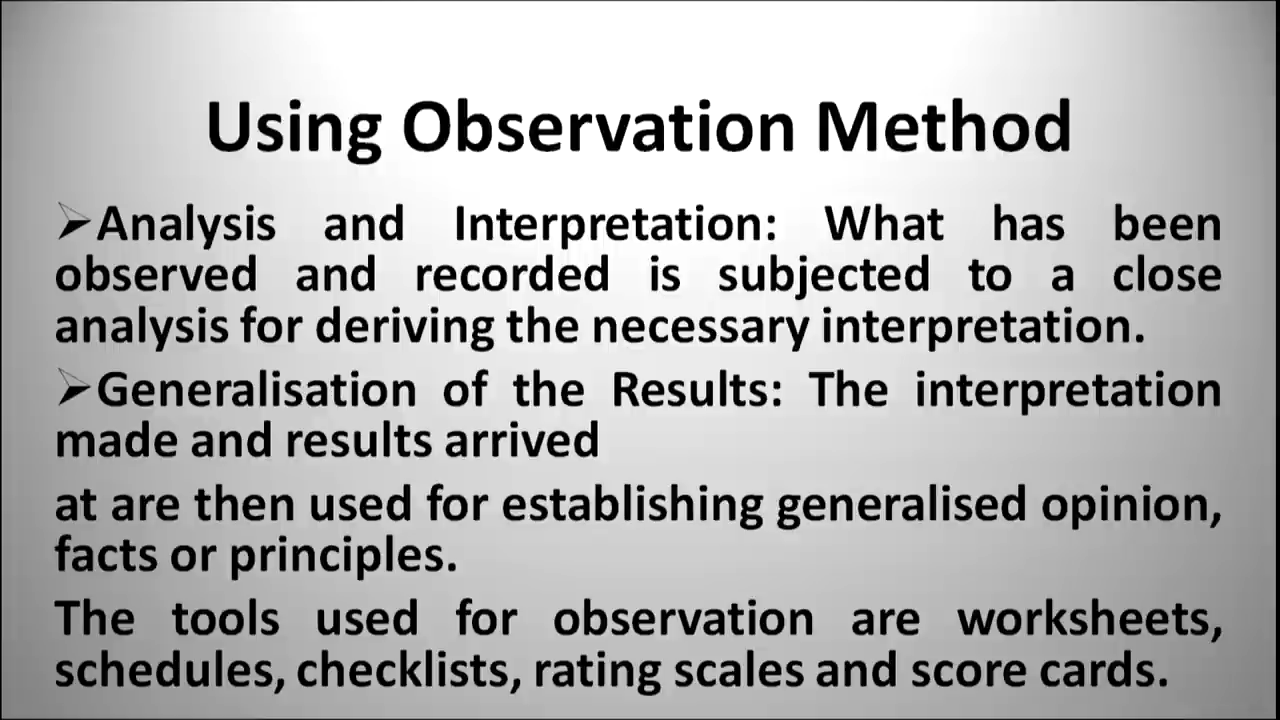 Using Observation Method
➢Analysis and Interpretation: What has been
observed and recorded is subjected to a close
analysis for deriving the necessary interpretation.
➢Generalisation of the Results: The interpretation
made and results arrived
at are then used for establishing generalised opinion,
facts or principles.
The tools used for observation are worksheets,
schedules, checklists, rating scales and score cards.